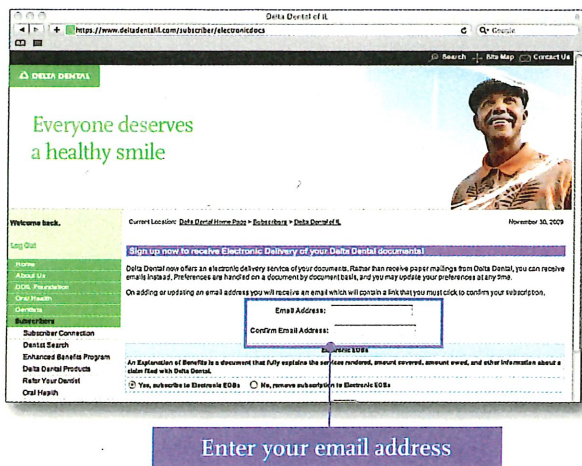 Delta Dental of IL
https://www.deltadentalil.com/subscriber/electronicdocs
Google
Search Site Map Contact Us
DELTA DENTAL
Everyone deserves
a healthy smile
Welcome back.
Current Location: Delta Dental Home Page > Subscribers > Delta Dental of IL
November 30, 2009
Log Out
Sign up now to receive Electronic Delivery of your Delta Dental documents!
Home
About Us
DDIL Foundation
Oral Health
Dentists
Subscribers
Subscriber Connection
Dentist Search
Enhanced Benefits Program
Delta Dental Products
Refer Your Dentist
Oral Health
Delta Dental now offers an electronic delivery service of your documents. Rather than receive paper mailings from Delta Dental, you can receive
emails instead. Preferences are handled on a document by document basis, and you may update your preferences at any time.
On adding or updating an email address you will receive an email which will contain a link that you must click to confirm your subscription.
Email Address:
Confirm Email Address:
Electronic EOBs
An Explanation of Benefits is a document that fully explains the services rendered, amount covered, amount owed, and other information about a
claim filed with Delta Dental.
Yes, subscribe to Electronic EOBs No, remove subscription to Electronic EOBs
Enter your email address